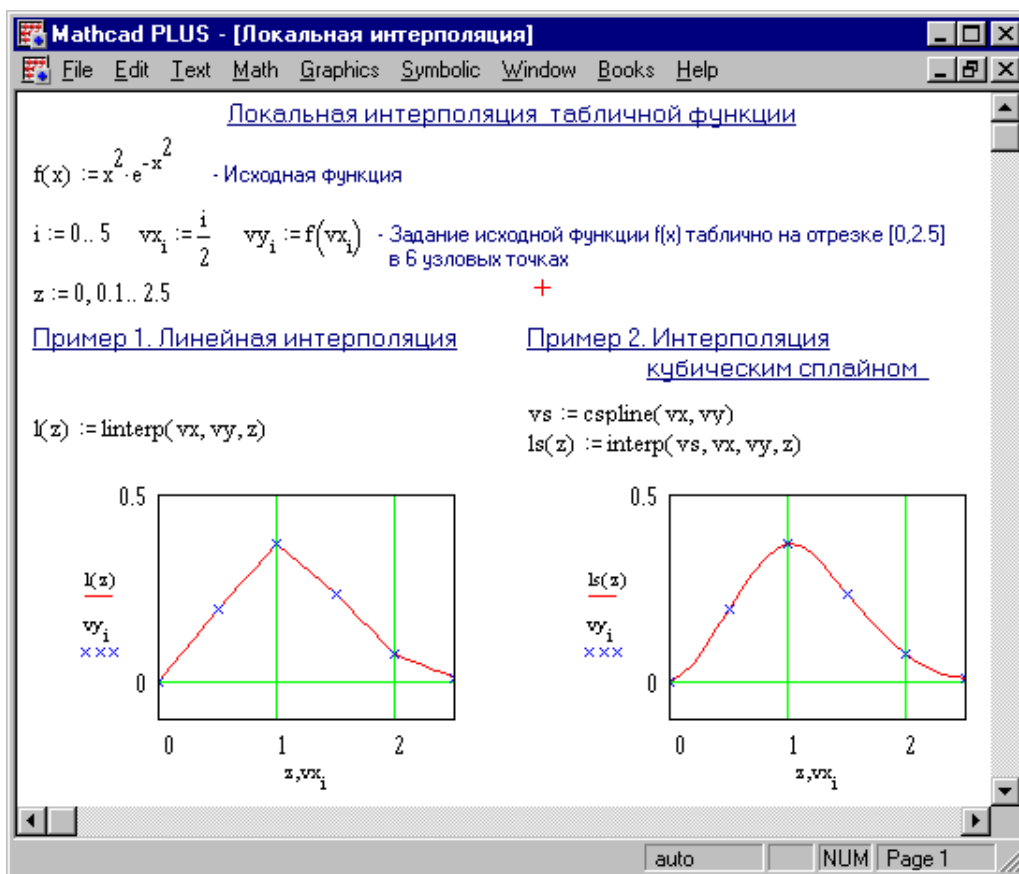 Mathcad PLUS - [Локальная интерполяция]
File Edit Text Math Graphics Symbolic Window Books Help
Локальная интерполяция табличной функции
f(x) := x² · e^-x² - Исходная функция
i := 0.. 5 vx_i := i/2 vy_i := f(vx_i) - Задание исходной функции f(x) таблично на отрезке [0,2.5]
в 6 узловых точках
z := 0, 0.1.. 2.5
Пример 1. Линейная интерполяция
Пример 2. Интерполяция
кубическим сплайном
l(z) := linterp(vx, vy, z)
vs := cspline(vx, vy)
ls(z) := interp(vs, vx, vy, z)
0.5
l(z)
vy_i
0
0 1 2
z,vx_i
0.5
ls(z)
vy_i
0
0 1 2
z,vx_i
auto NUM Page 1